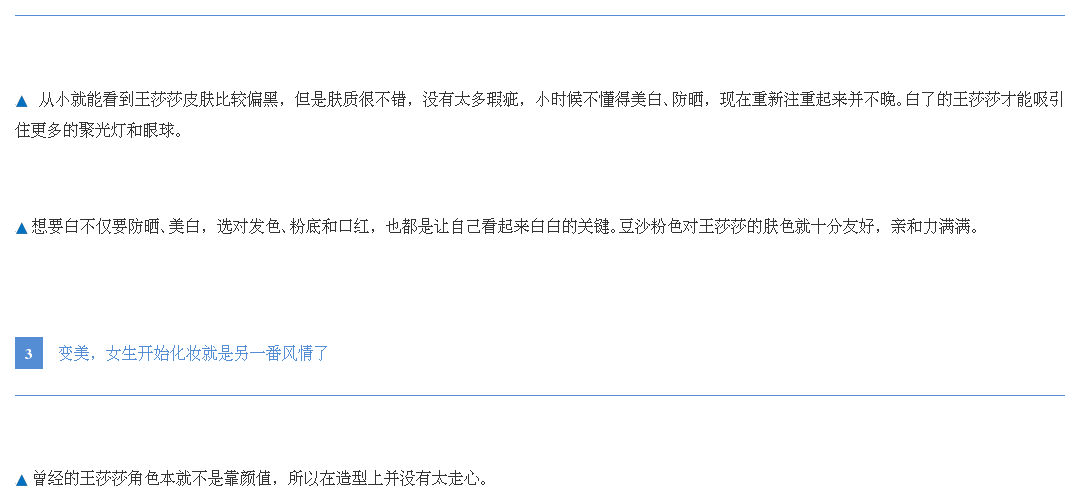 ▲ 从小就能看到王莎莎皮肤比较偏黑，但是肤质很不错，没有太多瑕疵，小时候不懂得美白、防晒，现在重新注重起来并不晚。白了的王莎莎才能吸引
住更多的聚光灯和眼球。
▲想要白不仅要防晒、美白，选对发色、粉底和口红，也都是让自己看起来白白的关键。豆沙粉色对王莎莎的肤色就十分友好，亲和力满满。
3 变美，女生开始化妆就是另一番风情了
▲曾经的王莎莎角色本就不是靠颜值，所以在造型上并没有太走心。